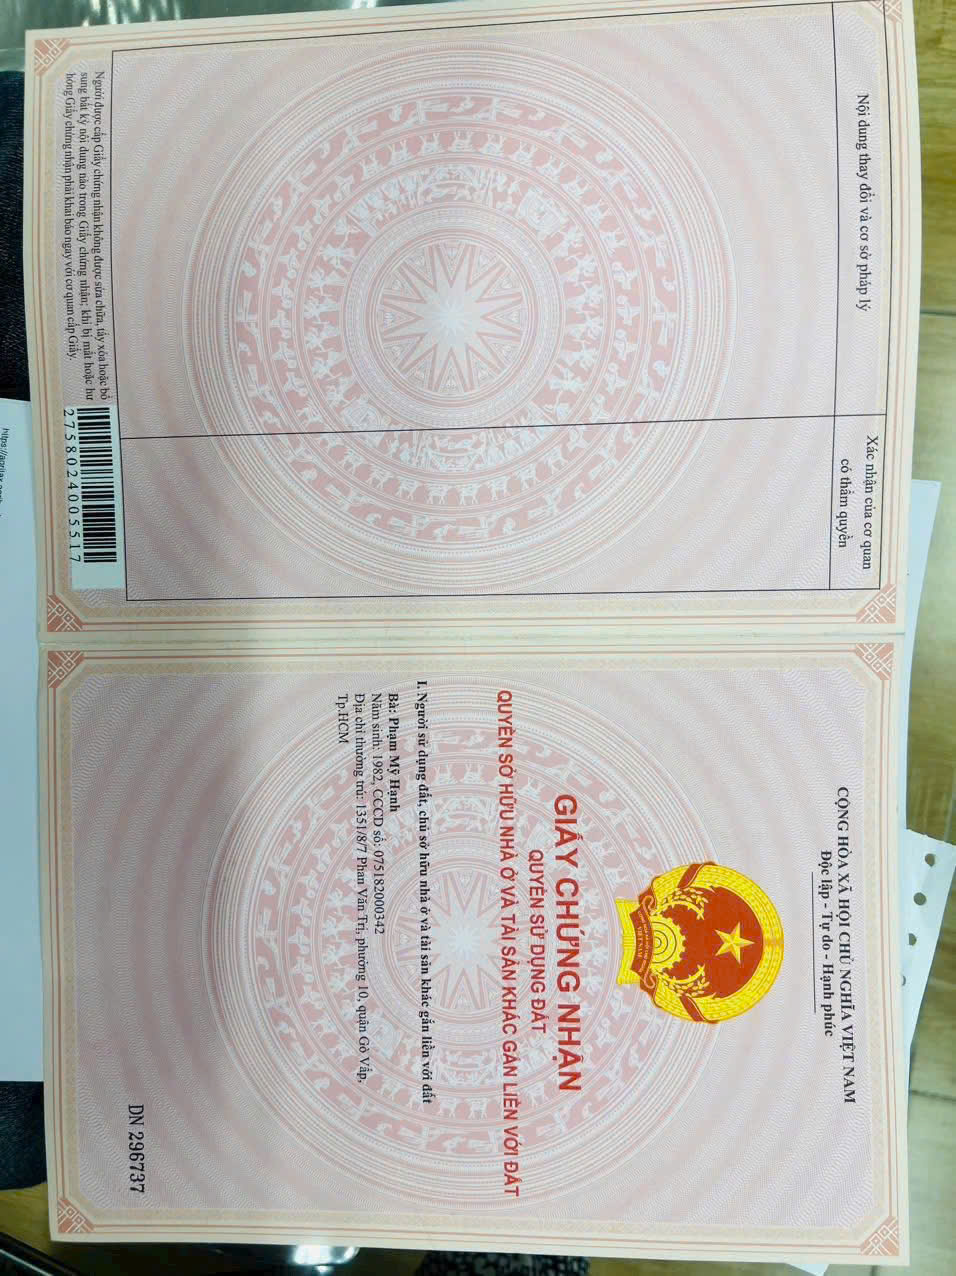 Nội dung thay đổi và cơ sở pháp lý
Xác nhận của cơ quan
có thẩm quyền
Người được cấp Giấy chứng nhận không được sửa chữa, tẩy xóa hoặc bổ
sung bất kỳ nội dung nào trong Giấy chứng nhận; khi bị mất hoặc hư
hỏng Giấy chứng nhận phải khai báo ngay với cơ quan cấp Giấy.
2758024005517
CỘNG HÒA XÃ HỘI CHỦ NGHĨA VIỆT NAM
Độc lập - Tự do - Hạnh phúc
VIỆT NAM
GIẤY CHỨNG NHẬN
QUYỀN SỬ DỤNG ĐẤT
QUYỀN SỞ HỮU NHÀ Ở VÀ TÀI SẢN KHÁC GẮN LIỀN VỚI ĐẤT
I. Người sử dụng đất, chủ sở hữu nhà ở và tài sản khác gắn liền với đất
Bà: Phạm Mỹ Hạnh
Năm sinh: 1982, CCCD số: 075182000342
Địa chỉ thường trú: 1351/8/7 Phan Văn Trị, phường 10, quận Gò Vấp,
Tp.HCM
DN 296737